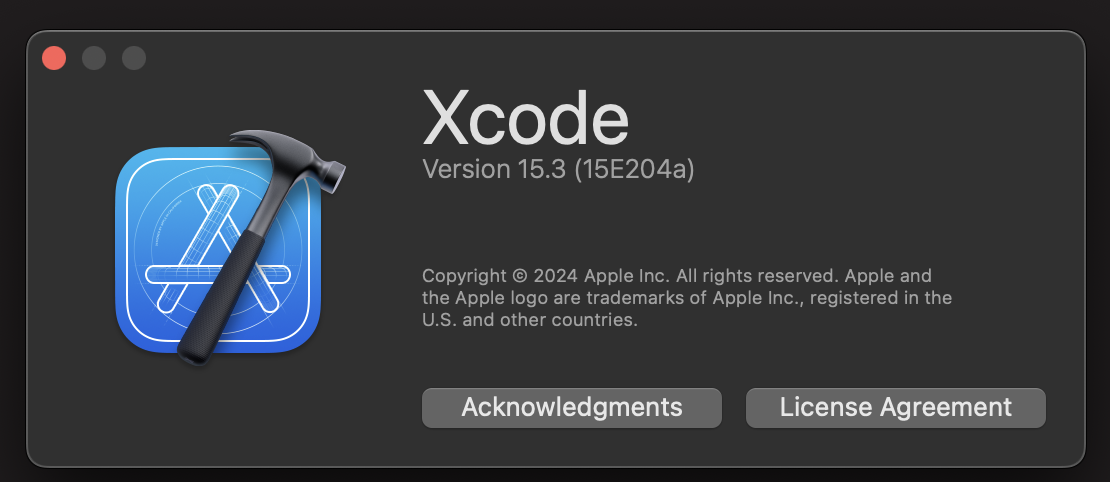 Xcode
Version 15.3 (15E204a)
Copyright © 2024 Apple Inc. All rights reserved. Apple and
the Apple logo are trademarks of Apple Inc., registered in the
U.S. and other countries.
Acknowledgments
License Agreement